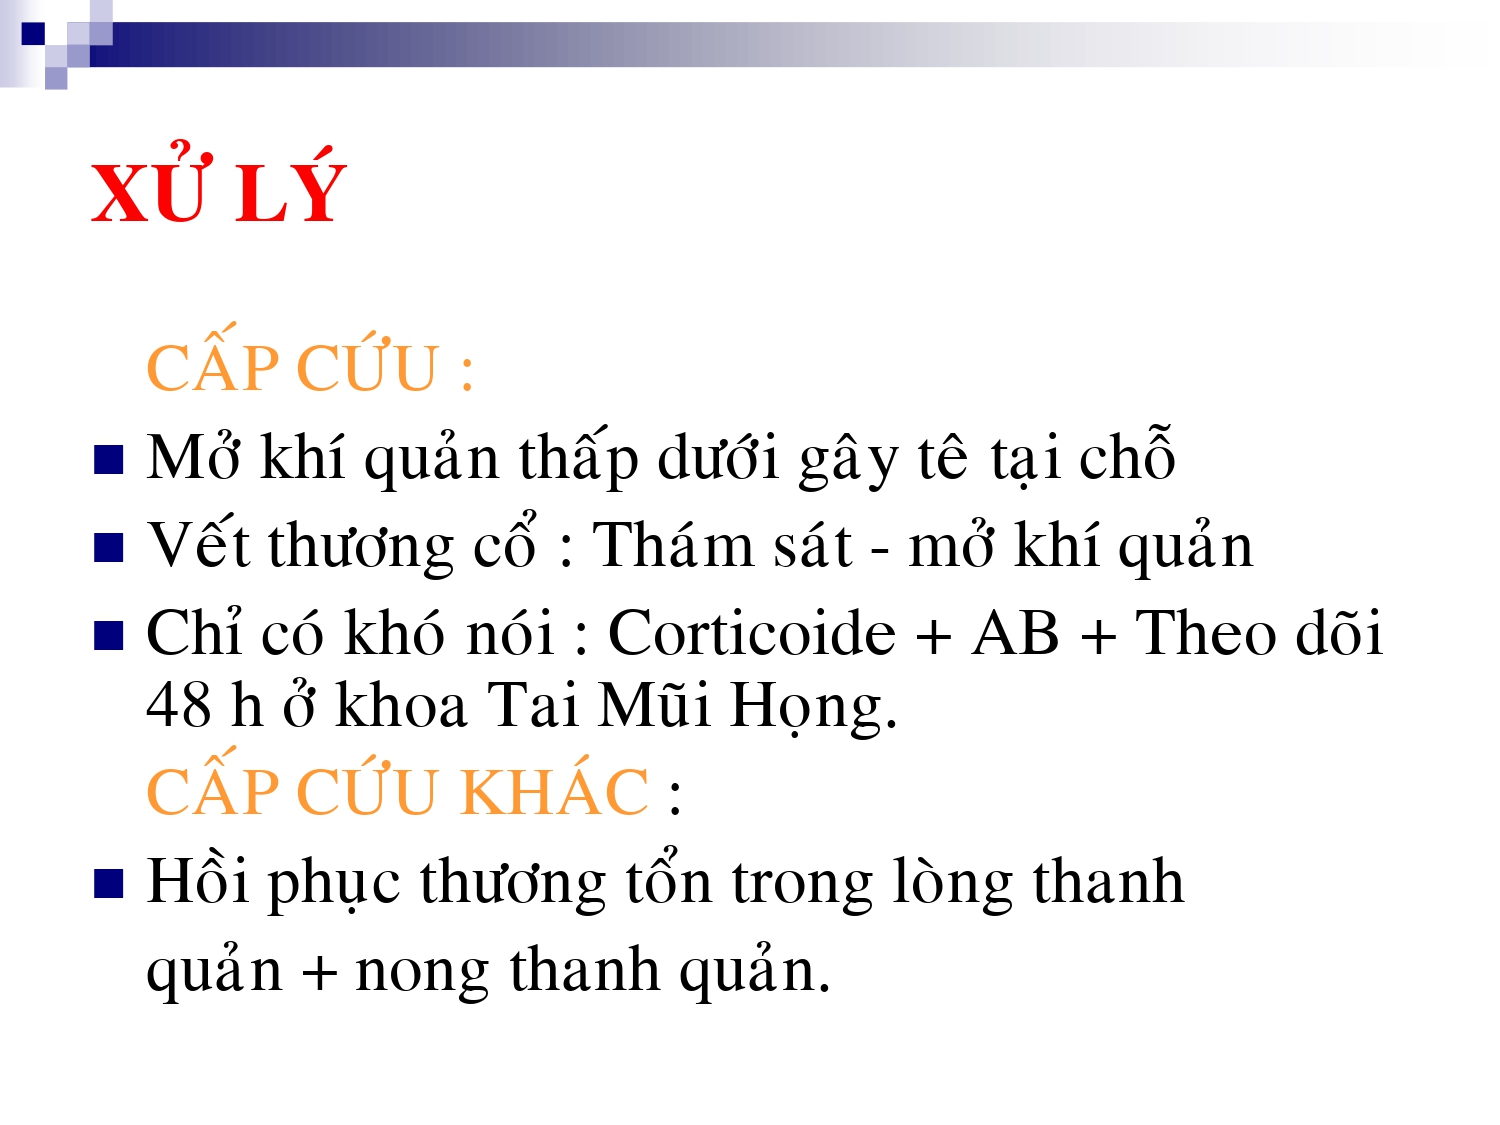 XỬ LÝ
CẤP CỨU :
Mở khí quản thấp dưới gây tê tại chỗ
Vết thương cổ : Thám sát - mở khí quản
Chỉ có khó nói : Corticoide + AB + Theo dõi
48 h ở khoa Tai Mũi Họng.
CẤP CỨU KHÁC :
Hồi phục thương tổn trong lòng thanh
quản + nong thanh quản.